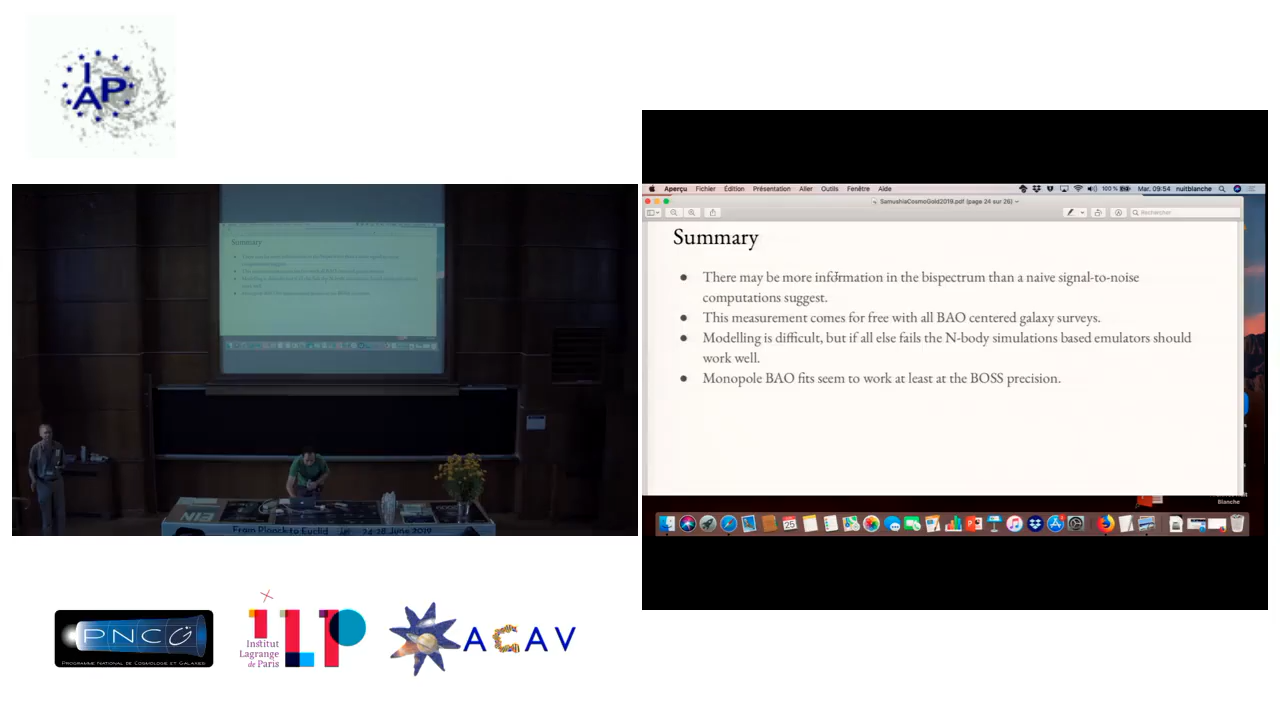 IAP
Aperçu Fichier Édition Présentation Aller Outils Fenêtre Aide 100 % Mar. 09:54 nuitblanche
SamushiaCosmoGold2019.pdf (page 24 sur 26)
Rechercher
Summary
Summary
● There may be more information in the bispectrum than a naive signal-to-noise
computations suggest.
● This measurement comes for free with all BAO centered galaxy surveys.
● Modelling is difficult, but if all else fails the N-body simulations based emulators should
work well.
● Monopole BAO fits seem to work at least at the BOSS precision.
Blanche
25
From Planck to Euclid 24-28 June 2019
PNCG
PROGRAMME NATIONAL DE COSMOLOGIE ET GALAXIES
ILP
Institut
Lagrange
de Paris
ACAV